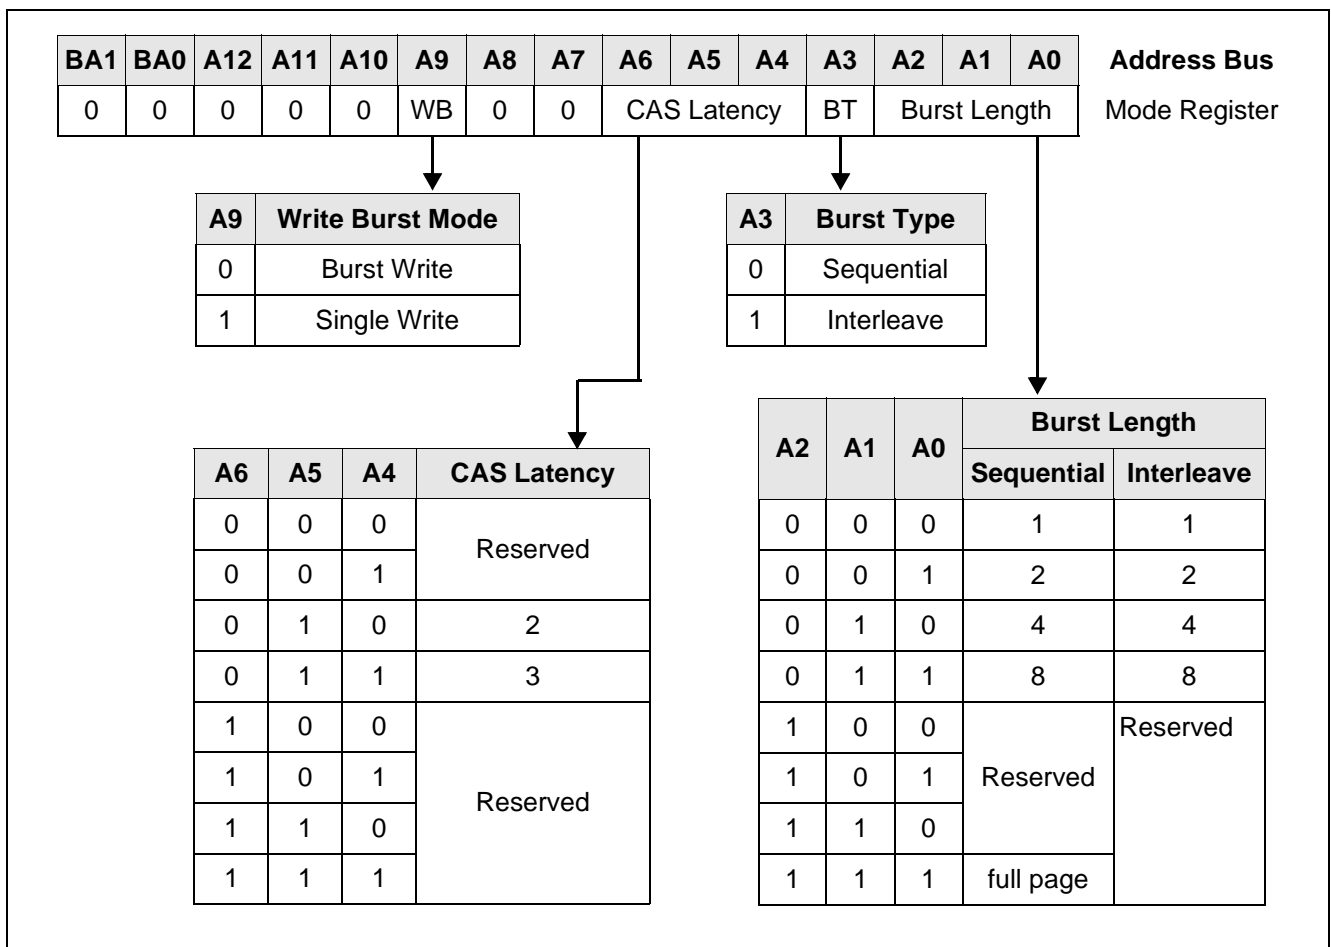 BA1 BA0 A12 A11 A10 A9 A8 A7 A6 A5 A4 A3 A2 A1 A0 Address Bus
0 0 0 0 0 WB 0 0 CAS Latency BT Burst Length Mode Register
A9 Write Burst Mode
0 Burst Write
1 Single Write
A3 Burst Type
0 Sequential
1 Interleave
A6 A5 A4 CAS Latency
0 0 0
Reserved
0 0 1
0 1 0 2
0 1 1 3
1 0 0
1 0 1
Reserved
1 1 0
1 1 1
A2 A1 A0 Burst Length
Sequential Interleave
0 0 0 1 1
0 0 1 2 2
0 1 0 4 4
0 1 1 8 8
1 0 0 Reserved
1 0 1 Reserved
1 1 0
1 1 1 full page